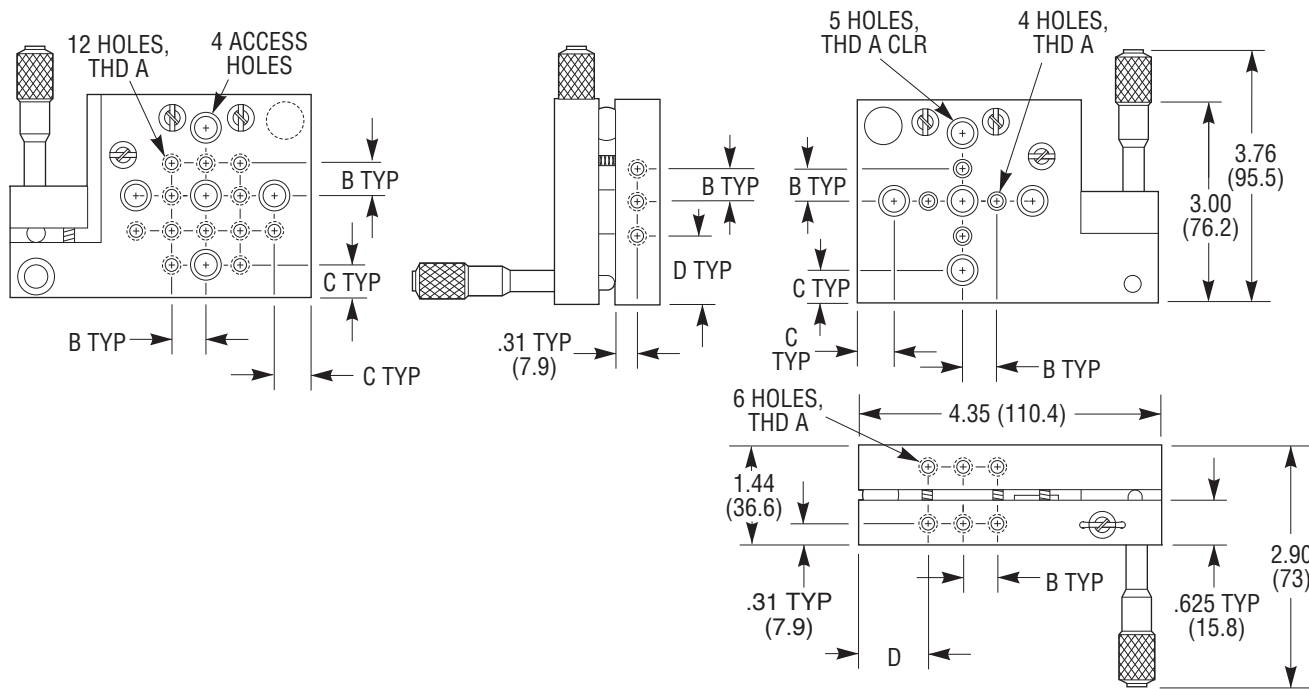 12 HOLES,
THD A
4 ACCESS
HOLES
B TYP
C TYP
B TYP
C TYP
B TYP
D TYP
.31 TYP
(7.9)
5 HOLES,
THD A CLR
4 HOLES,
THD A
B TYP
C TYP
C
TYP
B TYP
3.00
(76.2)
3.76
(95.5)
6 HOLES,
THD A
4.35 (110.4)
1.44
(36.6)
.31 TYP
(7.9)
D
B TYP
.625 TYP
(15.8)
2.90
(73)